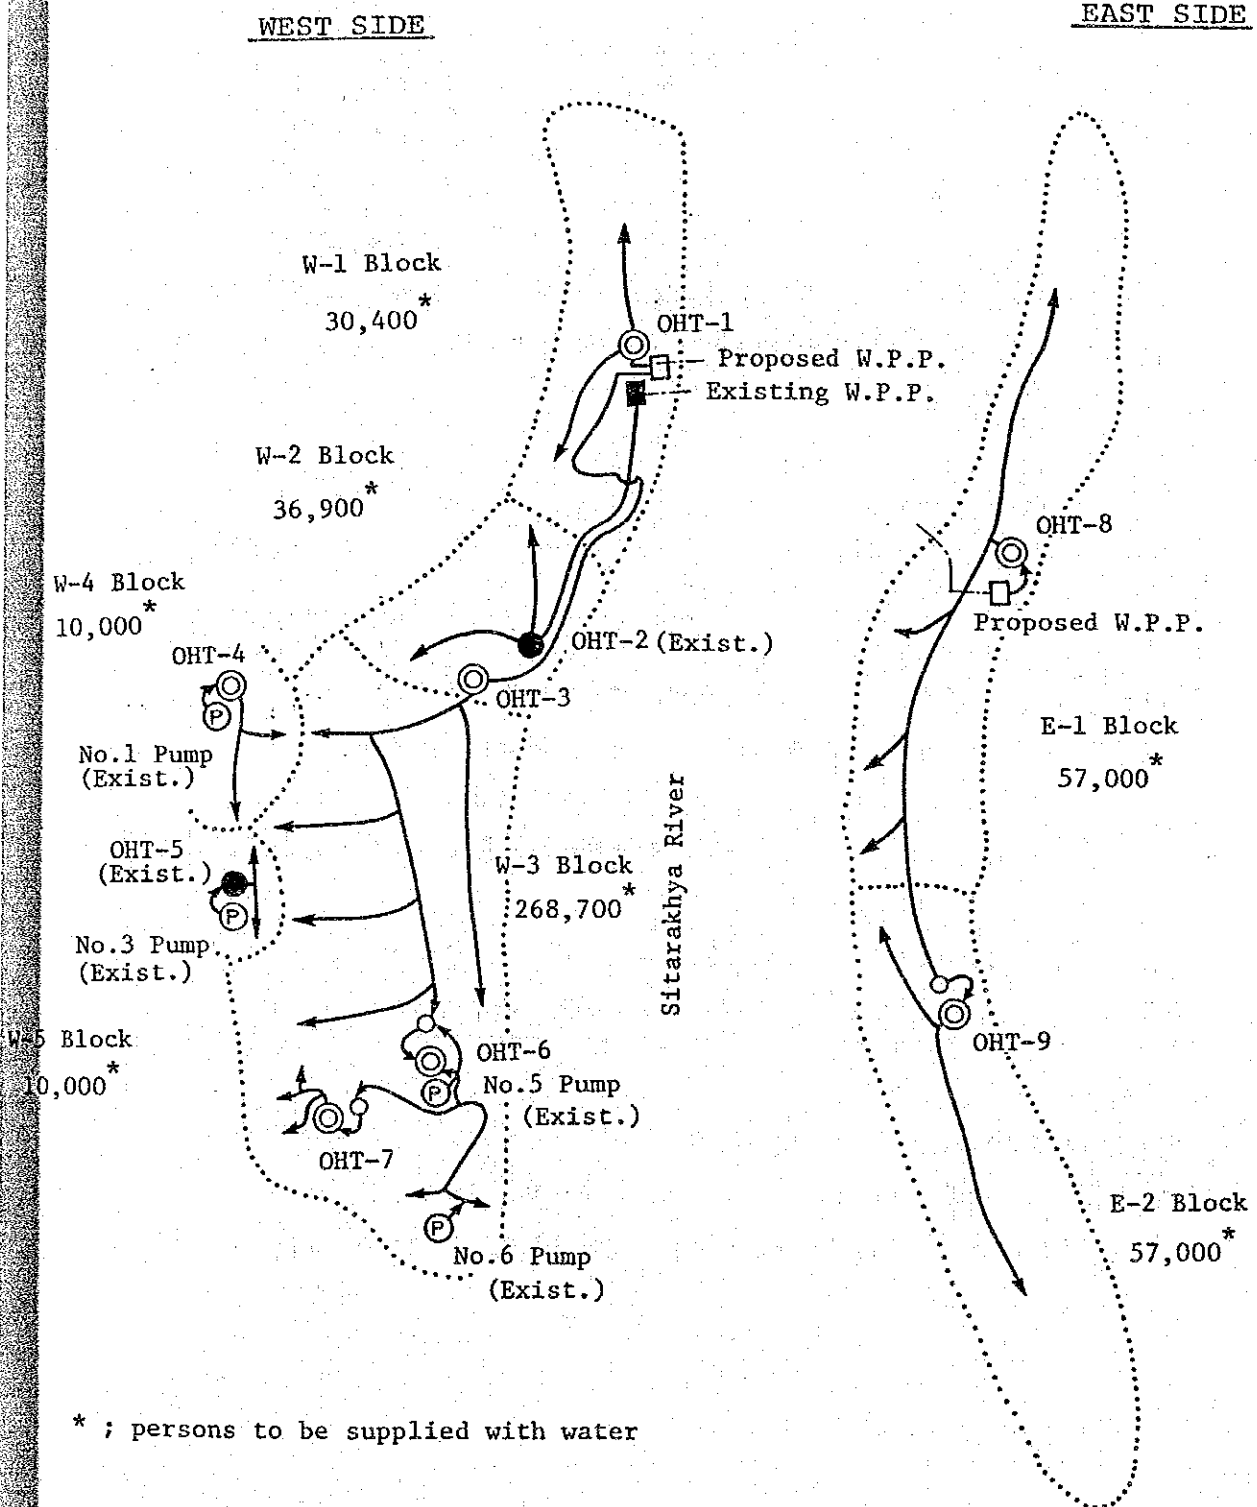 WEST SIDE
EAST SIDE
W-1 Block
30,400*
OHT-1
Proposed W.P.P.
Existing W.P.P.
W-2 Block
36,900*
OHT-8
W-4 Block
10,000*
Proposed W.P.P.
OHT-2 (Exist.)
OHT-4
OHT-3
P
No.1 Pump
(Exist.)
E-1 Block
57,000*
Sitarakhya River
OHT-5
(Exist.)
W-3 Block
268,700*
P
No.3 Pump
(Exist.)
W-5 Block
10,000*
OHT-9
OHT-6
P
No.5 Pump
(Exist.)
OHT-7
E-2 Block
57,000*
P
No.6 Pump
(Exist.)
* ; persons to be supplied with water